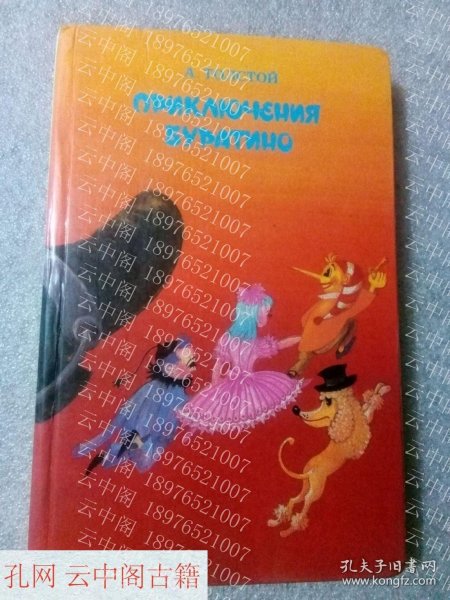 А. ТОЛСТОЙ
ПРИКЛЮЧЕНИЯ
БУРАТИНО
云中阁 18976521007
孔网 云中阁古籍
孔夫子旧书网
www.kongfz.com